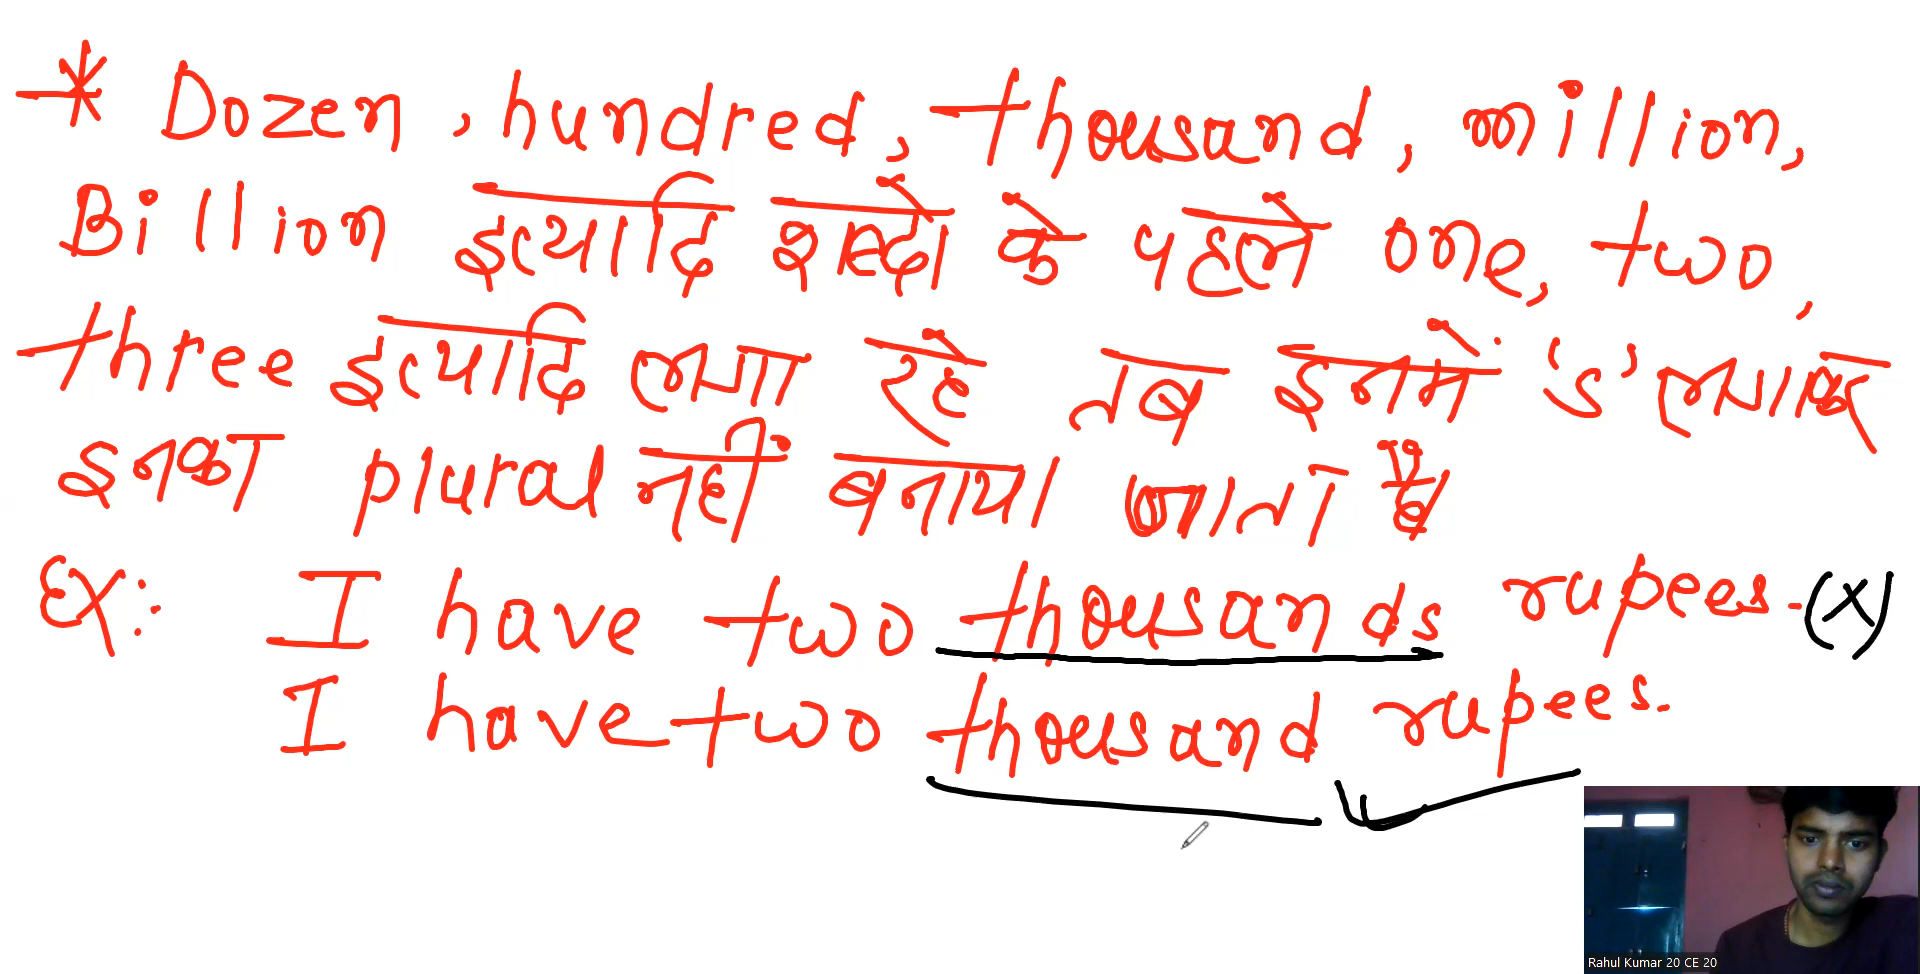 * Dozen, hundred, thousand, million,
Billion इत्यादि शब्दों के पहले one, two,
three इत्यादि लगा रहे तब इनमें 's' लगाकर
इनका plural नहीं बनाया जाता है
Ex: I have two thousands rupees. (X)
I have two thousand rupees.
Rahul Kumar 20 CE 20